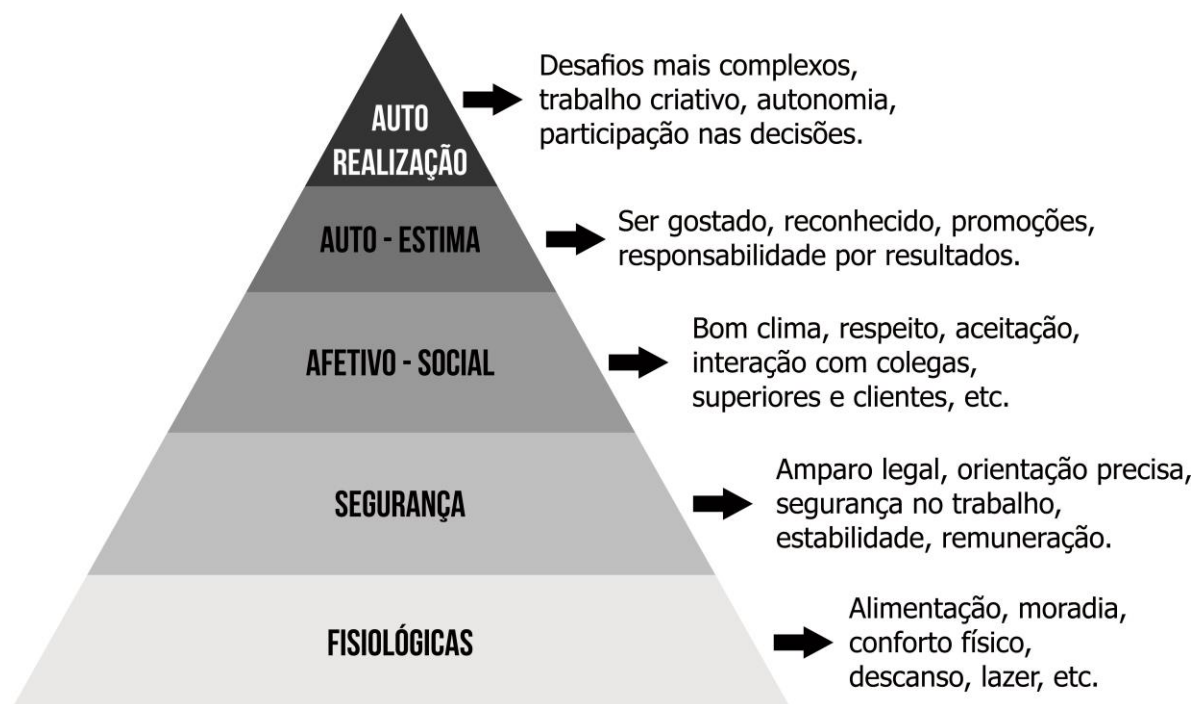 AUTO
REALIZAÇÃO
Desafios mais complexos,
trabalho criativo, autonomia,
participação nas decisões.
AUTO - ESTIMA
Ser gostado, reconhecido, promoções,
responsabilidade por resultados.
AFETIVO - SOCIAL
Bom clima, respeito, aceitação,
interação com colegas,
superiores e clientes, etc.
SEGURANÇA
Amparo legal, orientação precisa,
segurança no trabalho,
estabilidade, remuneração.
FISIOLÓGICAS
Alimentação, moradia,
conforto físico,
descanso, lazer, etc.